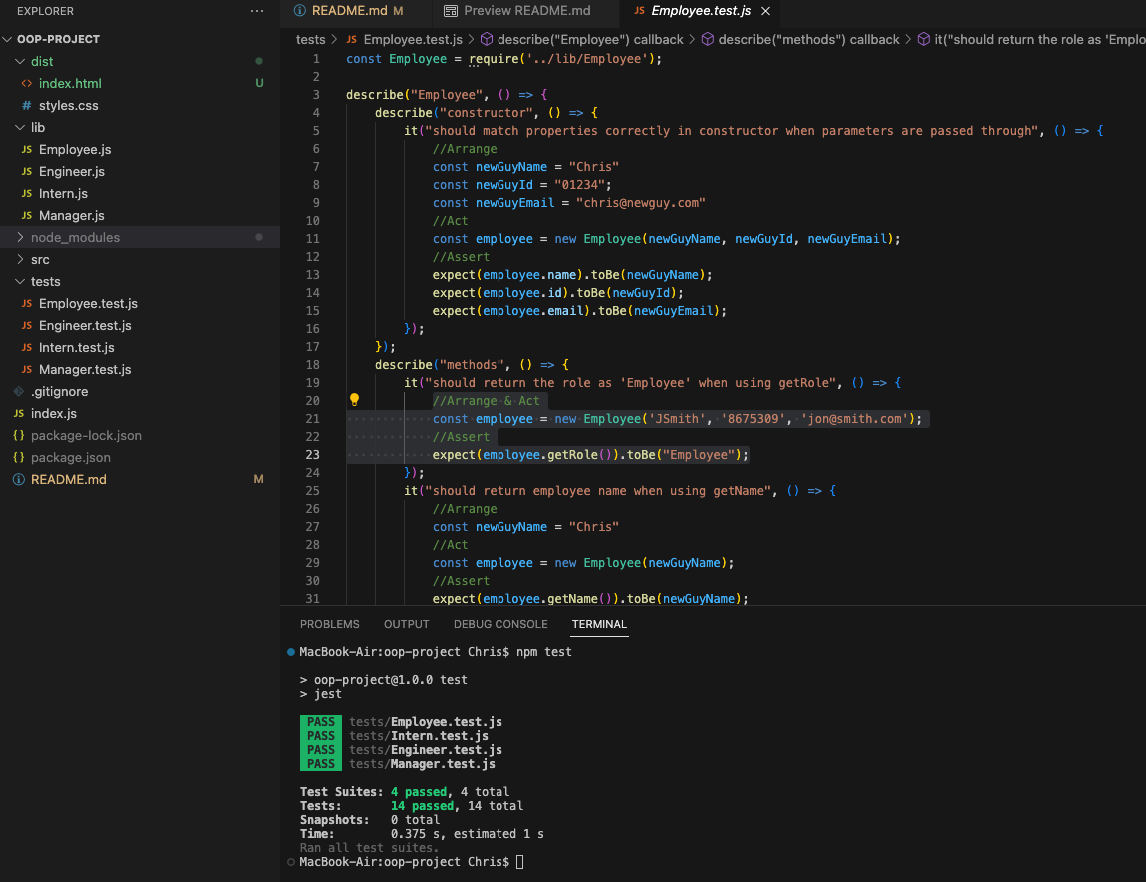 EXPLORER ...
OOP-PROJECT
dist
index.html U
styles.css
lib
JS Employee.js
JS Engineer.js
JS Intern.js
JS Manager.js
node_modules
src
tests
JS Employee.test.js
JS Engineer.test.js
JS Intern.test.js
JS Manager.test.js
.gitignore
JS index.js
{} package-lock.json
{} package.json
README.md M
README.md M
Preview README.md
JS Employee.test.js
tests > JS Employee.test.js > describe("Employee") callback > describe("methods") callback > it("should return the role as 'Emplo
1 const Employee = require('../lib/Employee');
2
3 describe("Employee", () => {
4 describe("constructor", () => {
5 it("should match properties correctly in constructor when parameters are passed through", () => {
6 //Arrange
7 const newGuyName = "Chris"
8 const newGuyId = "01234";
9 const newGuyEmail = "chris@newguy.com"
10 //Act
11 const employee = new Employee(newGuyName, newGuyId, newGuyEmail);
12 //Assert
13 expect(employee.name).toBe(newGuyName);
14 expect(employee.id).toBe(newGuyId);
15 expect(employee.email).toBe(newGuyEmail);
16 });
17 });
18 describe("methods", () => {
19 it("should return the role as 'Employee' when using getRole", () => {
20 //Arrange & Act
21 const employee = new Employee('JSmith', '8675309', 'jon@smith.com');
22 //Assert
23 expect(employee.getRole()).toBe("Employee");
24 });
25 it("should return employee name when using getName", () => {
26 //Arrange
27 const newGuyName = "Chris"
28 //Act
29 const employee = new Employee(newGuyName);
30 //Assert
31 expect(employee.getName()).toBe(newGuyName);
PROBLEMS OUTPUT DEBUG CONSOLE TERMINAL
MacBook-Air:oop-project Chris$ npm test
> oop-project@1.0.0 test
> jest
PASS tests/Employee.test.js
PASS tests/Intern.test.js
PASS tests/Engineer.test.js
PASS tests/Manager.test.js
Test Suites: 4 passed, 4 total
Tests: 14 passed, 14 total
Snapshots: 0 total
Time: 0.375 s, estimated 1 s
Ran all test suites.
MacBook-Air:oop-project Chris$